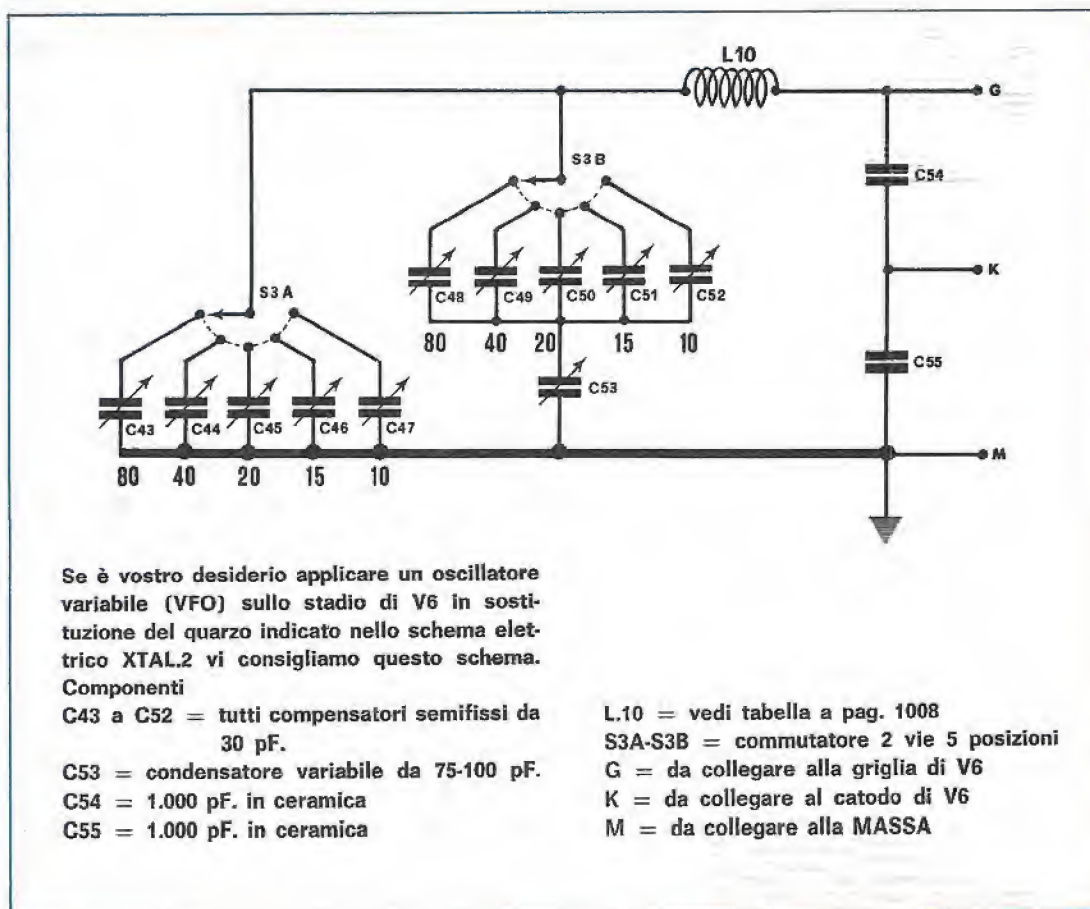 L10
G
S3B
C54
K
C48 C49 C50 C51 C52
S3A
80 40 20 15 10
C53
C55
C43 C44 C45 C46 C47
M
80 40 20 15 10
Se è vostro desiderio applicare un oscillatore
variabile (VFO) sullo stadio di V6 in sosti-
tuzione del quarzo indicato nello schema elet-
trico XTAL.2 vi consigliamo questo schema.
Componenti
C43 a C52 = tutti compensatori semifissi da
30 pF.
C53 = condensatore variabile da 75-100 pF.
C54 = 1.000 pF. in ceramica
C55 = 1.000 pF. in ceramica
L.10 = vedi tabella a pag. 1008
S3A-S3B = commutatore 2 vie 5 posizioni
G = da collegare alla griglia di V6
K = da collegare al catodo di V6
M = da collegare alla MASSA